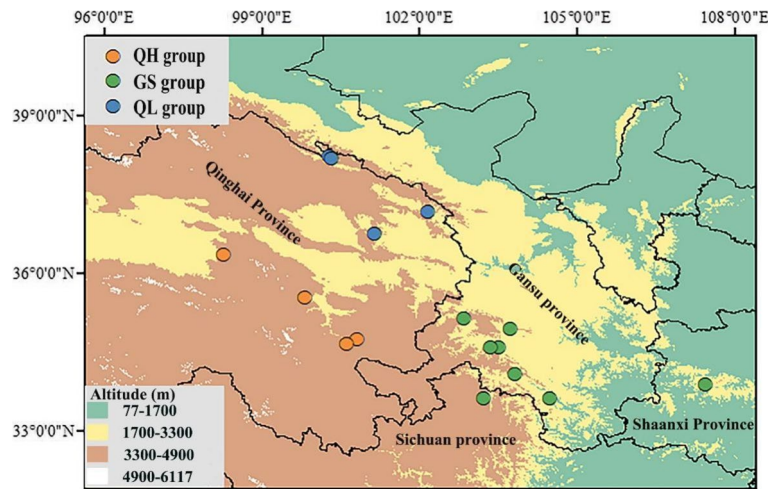 96°0'0"E 99°0'0"E 102°0'0"E 105°0'0"E 108°0'0"E
QH group
GS group
QL group
39°0'0"N
36°0'0"N
33°0'0"N
Qinghai Province
Gansu province
Altitude (m)
77-1700
1700-3300
3300-4900
4900-6117
Sichuan province
Shaanxi Province